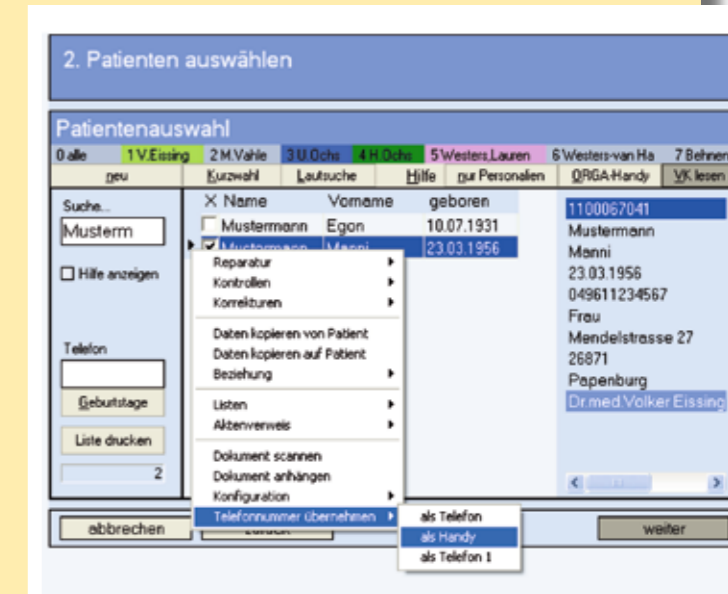 2. Patienten auswählen
Patientenauswahl
0 alle 1 V.Eissing 2 M.Vahle 3 U.Ochs 4 H.Ochs 5 Westers,Lauren 6 Westers-van Ha 7 Behnen
neu Kurzwahl Lautsuche Hilfe nur Personalien ORGA-Handy VK lesen
Suche...
Musterm
Hilfe anzeigen
Telefon
Geburtstage
Liste drucken
2
X Name Vorname geboren
Mustermann Egon 10.07.1931
Mustermann Manni 23.03.1956
Reparatur
Kontrollen
Korrekturen
Daten kopieren von Patient
Daten kopieren auf Patient
Beziehung
Listen
Aktenverweis
Dokument scannen
Dokument anhängen
Konfiguration
Telefonnummer übernehmen
als Telefon
als Handy
als Telefon 1
1100067041
Mustermann
Manni
23.03.1956
049611234567
Frau
Mendelstrasse 27
26871
Papenburg
Dr.med.Volker Eissing
abbrechen zurück weiter